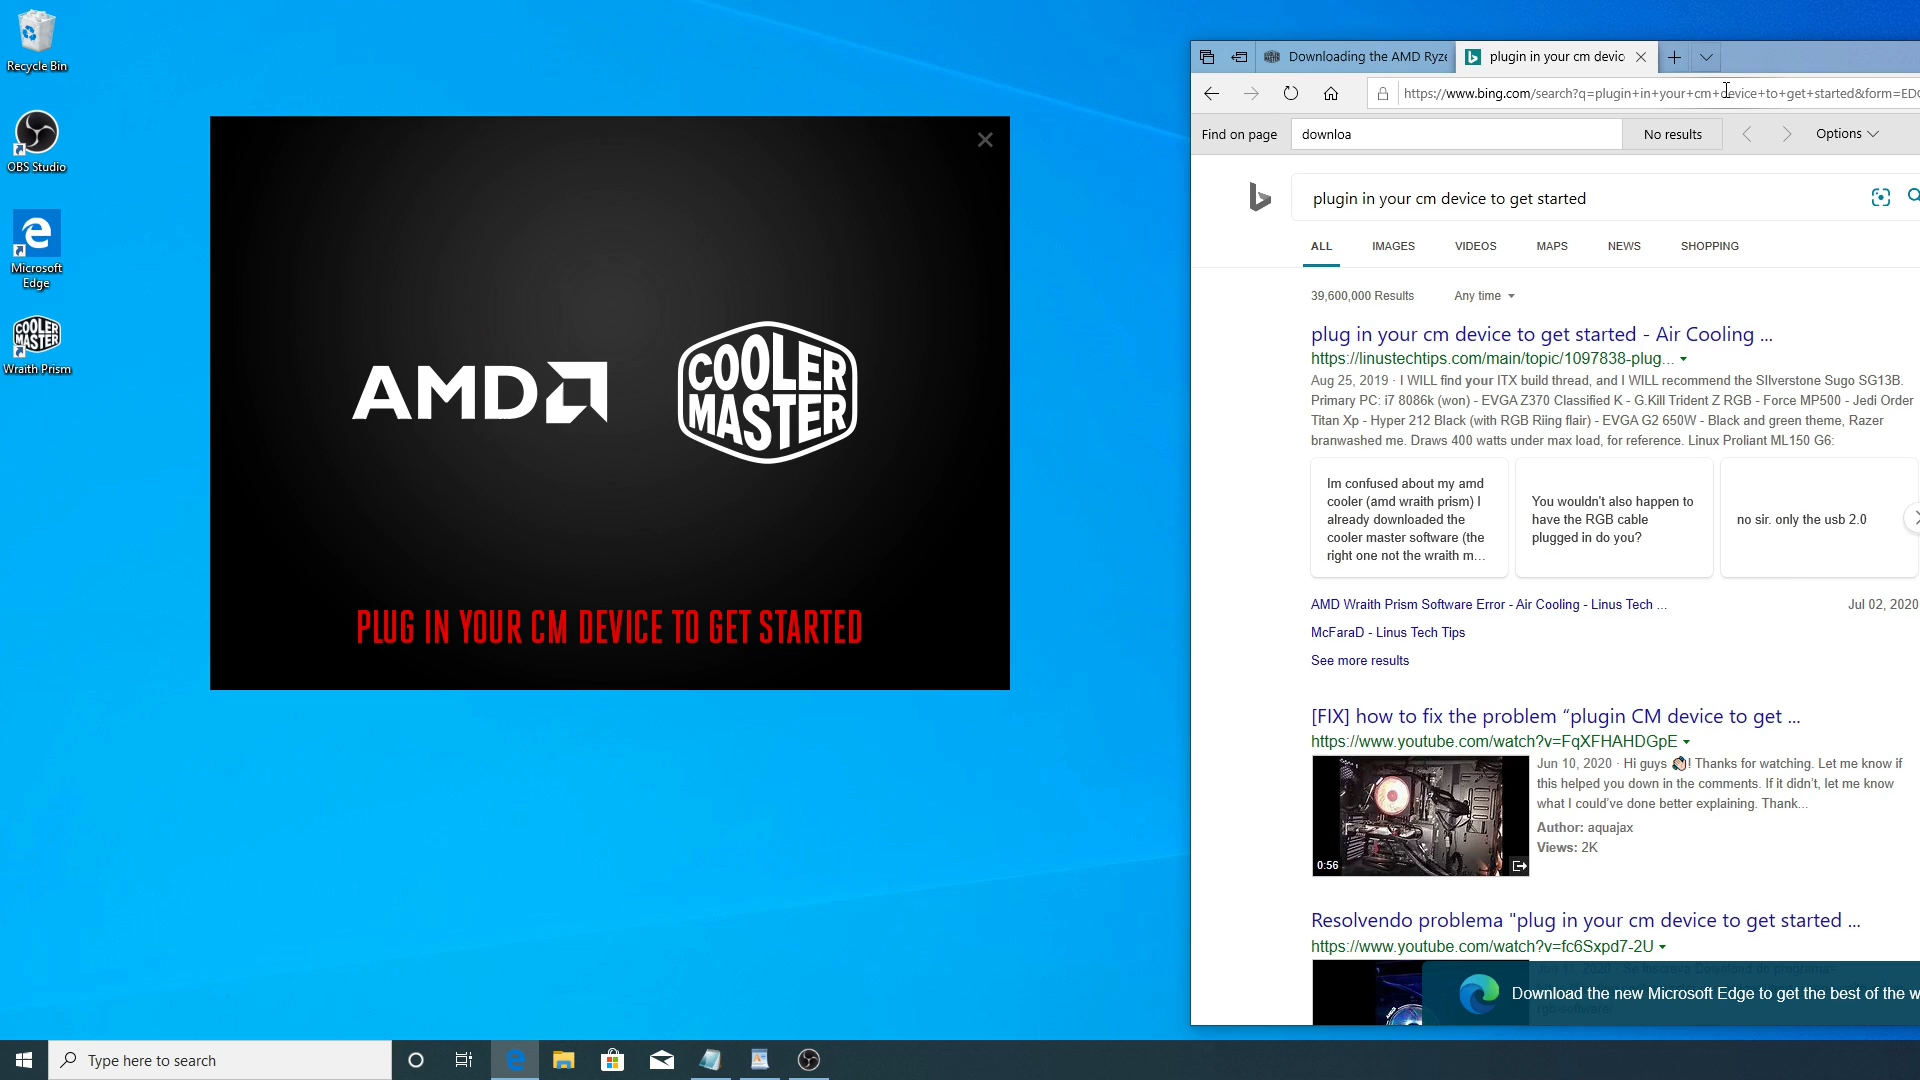 Recycle Bin
OBS Studio
Microsoft
Edge
COOLER
MASTER
Wraith Prism
AMD
COOLER
MASTER
PLUG IN YOUR CM DEVICE TO GET STARTED
Downloading the AMD Ryze
plugin in your cm devic
https://www.bing.com/search?q=plugin+in+your+cm+device+to+get+started&form=EDG
Find on page
downloa
No results
Options
plugin in your cm device to get started
ALL
IMAGES
VIDEOS
MAPS
NEWS
SHOPPING
39,600,000 Results
Any time
plug in your cm device to get started - Air Cooling ...
https://linustechtips.com/main/topic/1097838-plug...
Aug 25, 2019 · I WILL find your ITX build thread, and I WILL recommend the SIlverstone Sugo SG13B.
Primary PC: i7 8086k (won) - EVGA Z370 Classified K - G.Kill Trident Z RGB - Force MP500 - Jedi Order
Titan Xp - Hyper 212 Black (with RGB Riing flair) - EVGA G2 650W - Black and green theme, Razer
branwashed me. Draws 400 watts under max load, for reference. Linux Proliant ML150 G6:
Im confused about my amd
cooler (amd wraith prism) I
already downloaded the
cooler master software (the
right one not the wraith m...
You wouldn't also happen to
have the RGB cable
plugged in do you?
no sir. only the usb 2.0
AMD Wraith Prism Software Error - Air Cooling - Linus Tech ...
Jul 02, 2020
McFaraD - Linus Tech Tips
See more results
[FIX] how to fix the problem “plugin CM device to get ...
https://www.youtube.com/watch?v=FqXFHAHDGpE
Jun 10, 2020 · Hi guys 👋🏻! Thanks for watching. Let me know if
this helped you down in the comments. If it didn't, let me know
what I could've done better explaining. Thank...
Author: aquajax
Views: 2K
0:56
Resolvendo problema "plug in your cm device to get started ...
https://www.youtube.com/watch?v=fc6Sxpd7-2U
Download the new Microsoft Edge to get the best of the w
Type here to search